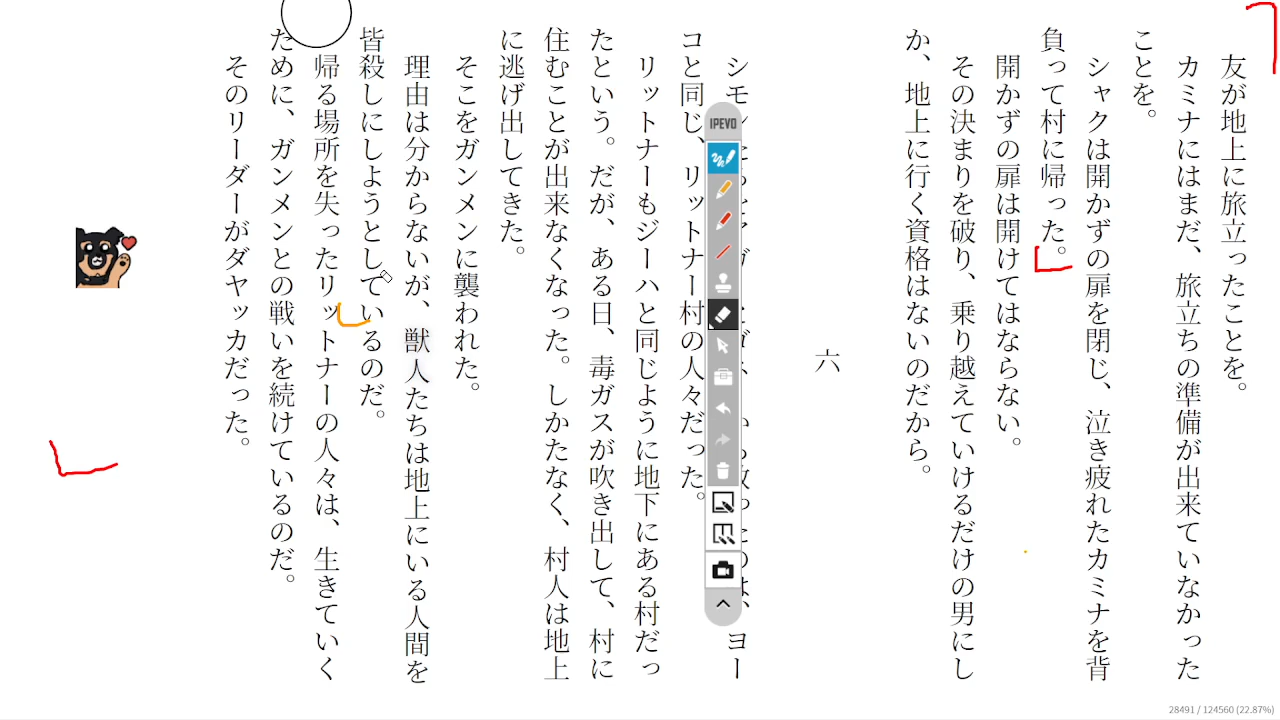 友が地上に旅立ったことを。
カミナにはまだ、旅立ちの準備が出来ていなかった
ことを。
シャクは開かずの扉を閉じ、泣き疲れたカミナを背
負って村に帰った。
開かずの扉は開けてはならない。
その決まりを破り、乗り越えていけるだけの男にし
か、地上に行く資格はないのだから。
六
シモ
ヨー
コと同じ、リットナー村の人々だった。
リットナーもジーハと同じように地下にある村だっ
たという。だが、ある日、毒ガスが吹き出して、村に
住むことが出来なくなった。しかたなく、村人は地上
に逃げ出してきた。
そこをガンメンに襲われた。
理由は分からないが、獣人たちは地上にいる人間を
皆殺しにしようとしているのだ。
帰る場所を失ったリットナーの人々は、生きていく
ために、ガンメンとの戦いを続けているのだ。
そのリーダーがダヤッカだった。
IPEVO
28491 / 124560 (22.87%)